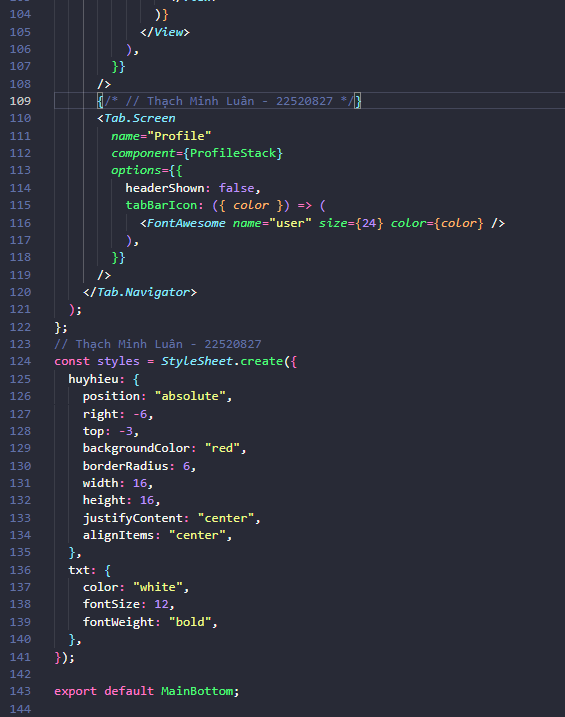 104 )}
105 </View>
106 ),
107 }}
108 />
109 {/* // Thạch Minh Luân - 22520827 */}
110 <Tab.Screen
111 name="Profile"
112 component={ProfileStack}
113 options={{
114 headerShown: false,
115 tabBarIcon: ({ color }) => (
116 <FontAwesome name="user" size={24} color={color} />
117 ),
118 }}
119 />
120 </Tab.Navigator>
121 );
122 };
123 // Thạch Minh Luân - 22520827
124 const styles = StyleSheet.create({
125 huyhieu: {
126 position: "absolute",
127 right: -6,
128 top: -3,
129 backgroundColor: "red",
130 borderRadius: 6,
131 width: 16,
132 height: 16,
133 justifyContent: "center",
134 alignItems: "center",
135 },
136 txt: {
137 color: "white",
138 fontSize: 12,
139 fontWeight: "bold",
140 },
141 });
142
143 export default MainBottom;
144